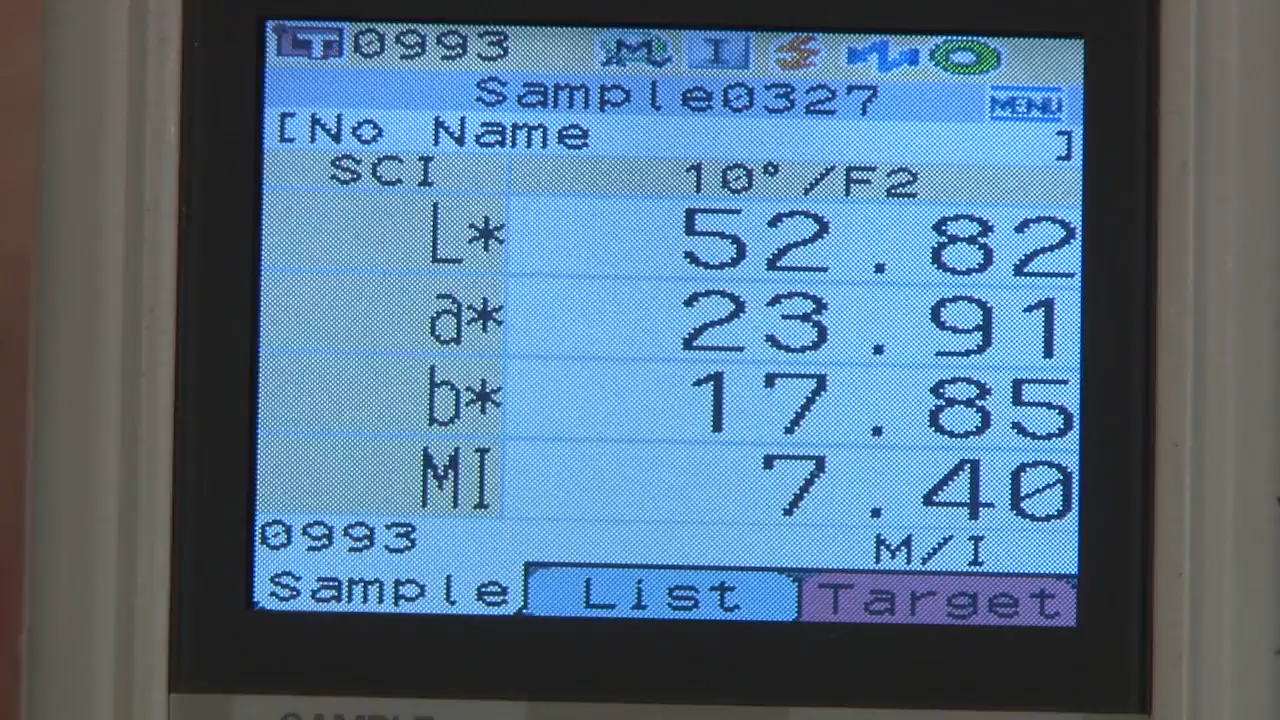 0993 M I
Sample0327 MENU
[No Name ]
SCI 10°/F2
L* 52.82
a* 23.91
b* 17.85
MI 7.40
0993 M/I
Sample List Target